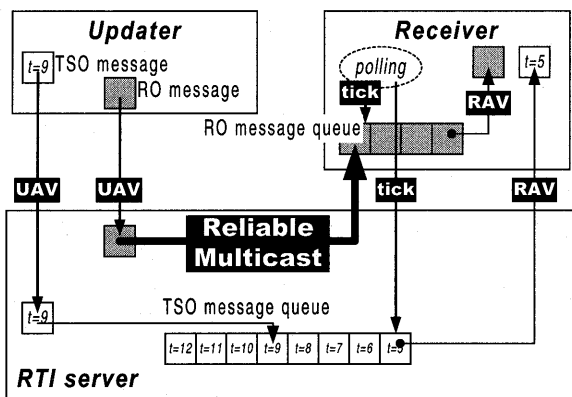 Updater
t=9 TSO message
RO message
Receiver
polling
t=5
tick
RAV
RO message queue
UAV
UAV
tick
RAV
Reliable
Multicast
t=9
TSO message queue
t=12 t=11 t=10 t=9 t=8 t=7 t=6 t=5
RTI server